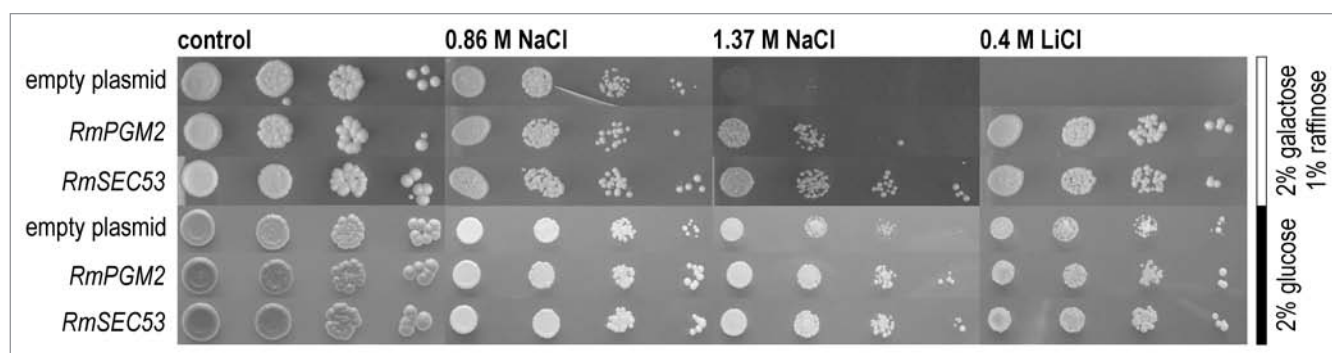 control 0.86 M NaCl 1.37 M NaCl 0.4 M LiCl
empty plasmid
RmPGM2
RmSEC53
empty plasmid
RmPGM2
RmSEC53
2% galactose
1% raffinose
2% glucose